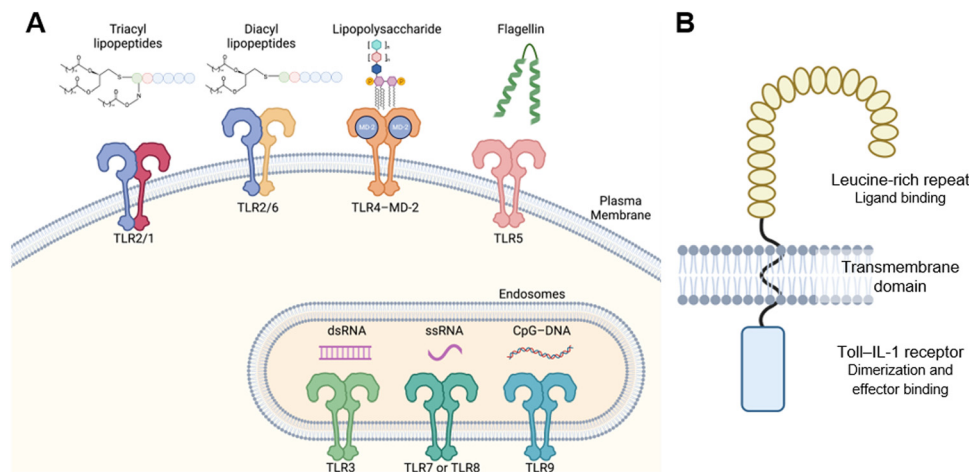 A
Triacyl
lipopeptides
Diacyl
lipopeptides
Lipopolysaccharide
Flagellin
[ ]n
[ ]n
P
P
MD-2
MD-2
TLR2/1
TLR2/6
TLR4–MD-2
TLR5
Plasma
Membrane
Endosomes
dsRNA
ssRNA
CpG–DNA
TLR3
TLR7 or TLR8
TLR9
B
Leucine-rich repeat
Ligand binding
Transmembrane
domain
Toll–IL-1 receptor
Dimerization and
effector binding